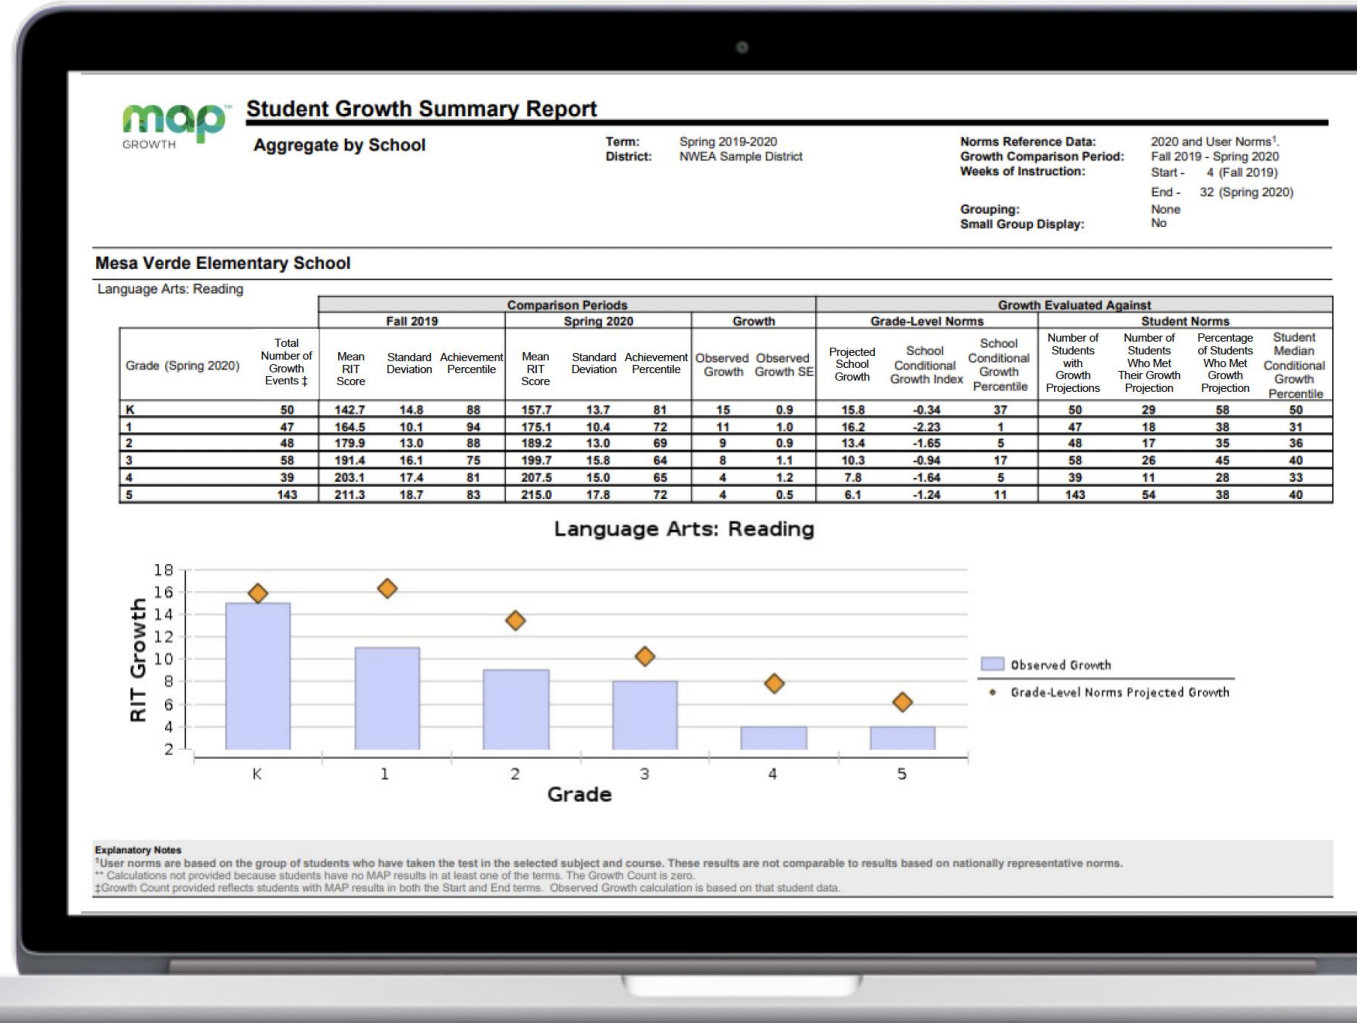 map™
GROWTH
Student Growth Summary Report
Aggregate by School
Term: Spring 2019-2020
District: NWEA Sample District
Norms Reference Data: 2020 and User Norms¹.
Growth Comparison Period: Fall 2019 - Spring 2020
Weeks of Instruction: Start - 4 (Fall 2019)
End - 32 (Spring 2020)
Grouping: None
Small Group Display: No
Mesa Verde Elementary School
Language Arts: Reading
Comparison Periods Growth Evaluated Against
Fall 2019 Spring 2020 Growth Grade-Level Norms Student Norms
Grade (Spring 2020) Total Number of Growth Events ‡ Mean RIT Score Standard Deviation Achievement Percentile Mean RIT Score Standard Deviation Achievement Percentile Observed Growth Observed Growth SE Projected School Growth School Conditional Growth Index School Conditional Growth Percentile Number of Students with Growth Projections Number of Students Who Met Their Growth Projection Percentage of Students Who Met Growth Projection Student Median Conditional Growth Percentile
K 50 142.7 14.8 88 157.7 13.7 81 15 0.9 15.8 -0.34 37 50 29 58 50
1 47 164.5 10.1 94 175.1 10.4 72 11 1.0 16.2 -2.23 1 47 18 38 31
2 48 179.9 13.0 88 189.2 13.0 69 9 0.9 13.4 -1.65 5 48 17 35 36
3 58 191.4 16.1 75 199.7 15.8 64 8 1.1 10.3 -0.94 17 58 26 45 40
4 39 203.1 17.4 81 207.5 15.0 65 4 1.2 7.8 -1.64 5 39 11 28 33
5 143 211.3 18.7 83 215.0 17.8 72 4 0.5 6.1 -1.24 11 143 54 38 40
Language Arts: Reading
RIT Growth
18
16
14
12
10
8
6
4
2
K 1 2 3 4 5
Grade
Observed Growth
Grade-Level Norms Projected Growth
Explanatory Notes
¹User norms are based on the group of students who have taken the test in the selected subject and course. These results are not comparable to results based on nationally representative norms.
** Calculations not provided because students have no MAP results in at least one of the terms. The Growth Count is zero.
‡Growth Count provided reflects students with MAP results in both the Start and End terms. Observed Growth calculation is based on that student data.